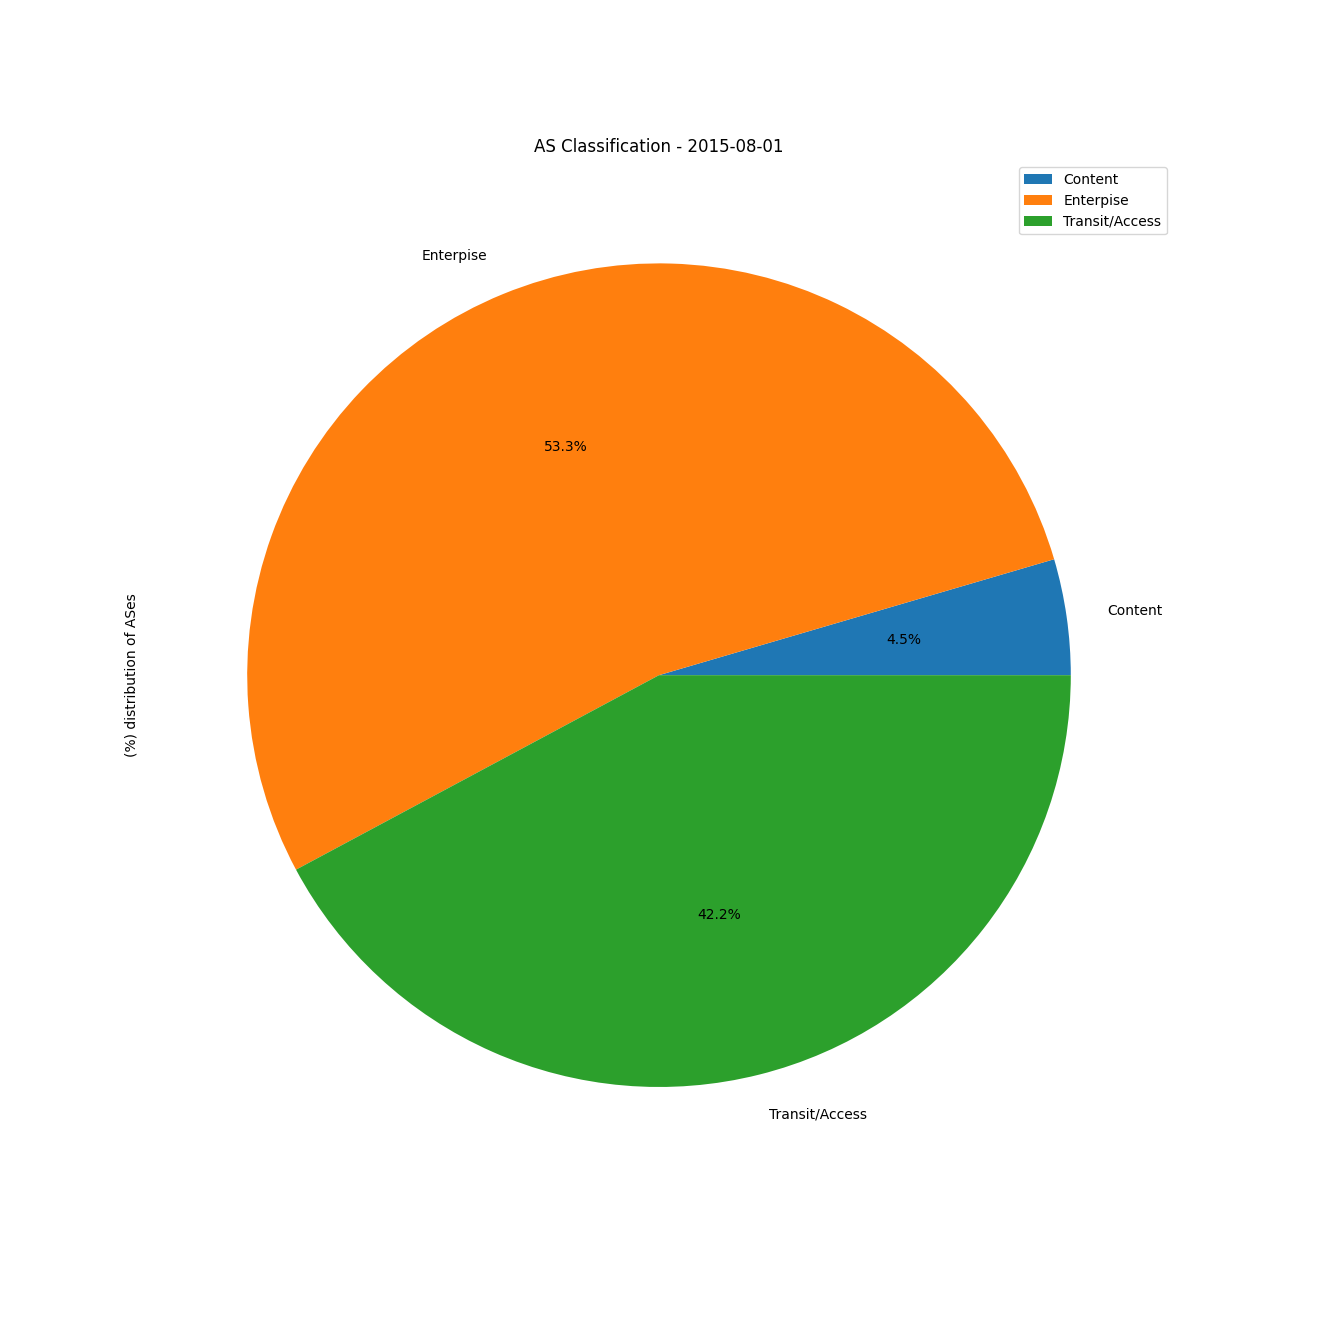 AS Classification - 2015-08-01
Content
Enterpise
Transit/Access
Enterpise
53.3%
Content
4.5%
(%) distribution of ASes
42.2%
Transit/Access